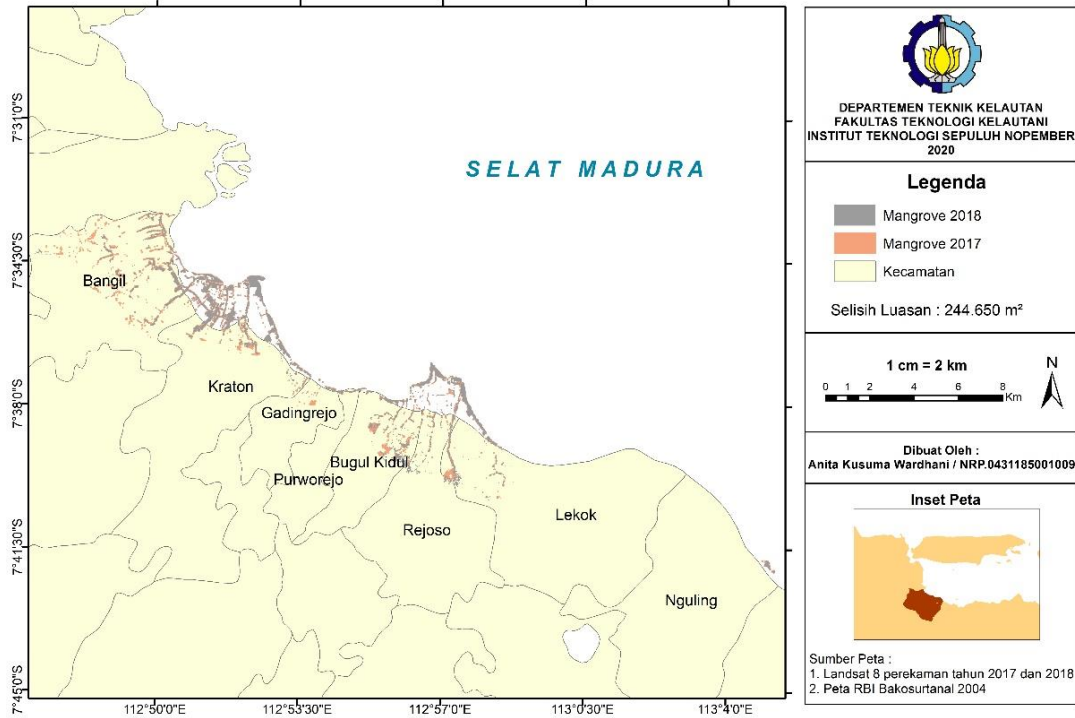 SELAT MADURA
Bangil
Kraton
Gadingrejo
Bugul Kidul
Purworejo
Rejoso
Lekok
Nguling
7°31'0"S
7°34'30"S
7°38'0"S
7°41'30"S
7°45'0"S
112°50'0"E
112°53'30"E
112°57'0"E
113°0'30"E
113°4'0"E
DEPARTEMEN TEKNIK KELAUTAN
FAKULTAS TEKNOLOGI KELAUTANI
INSTITUT TEKNOLOGI SEPULUH NOPEMBER
2020
Legenda
Mangrove 2018
Mangrove 2017
Kecamatan
Selisih Luasan : 244.650 m²
1 cm = 2 km
N
0 1 2 4 6 8
Km
Dibuat Oleh :
Anita Kusuma Wardhani / NRP.0431185001009
Inset Peta
Sumber Peta :
1. Landsat 8 perekaman tahun 2017 dan 2018
2. Peta RBI Bakosurtanal 2004